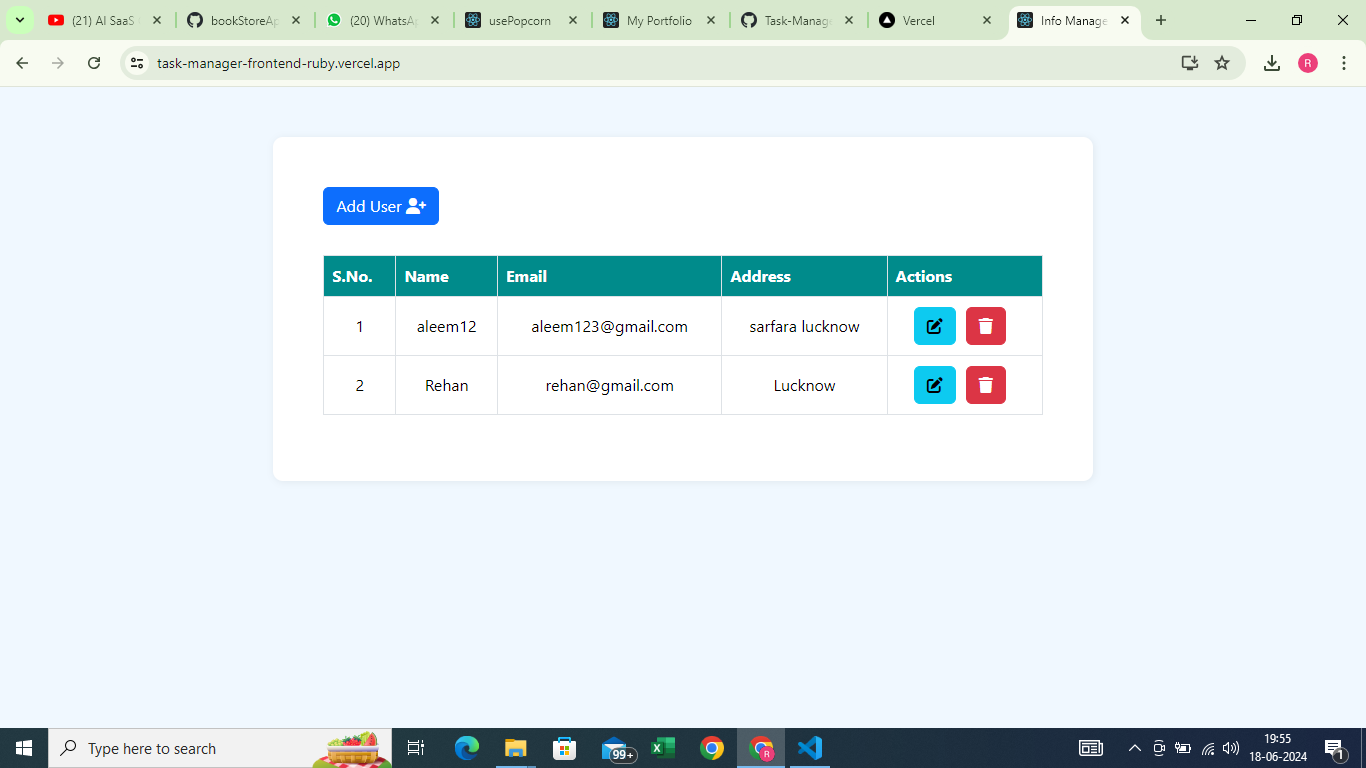 (21) AI SaaS bookStoreAp (20) WhatsAp usePopcorn My Portfolio Task-Manage Vercel Info Manage
task-manager-frontend-ruby.vercel.app R
Add User
S.No. Name Email Address Actions
1 aleem12 aleem123@gmail.com sarfara lucknow
2 Rehan rehan@gmail.com Lucknow
Type here to search 99+ R 19:55
18-06-2024 1